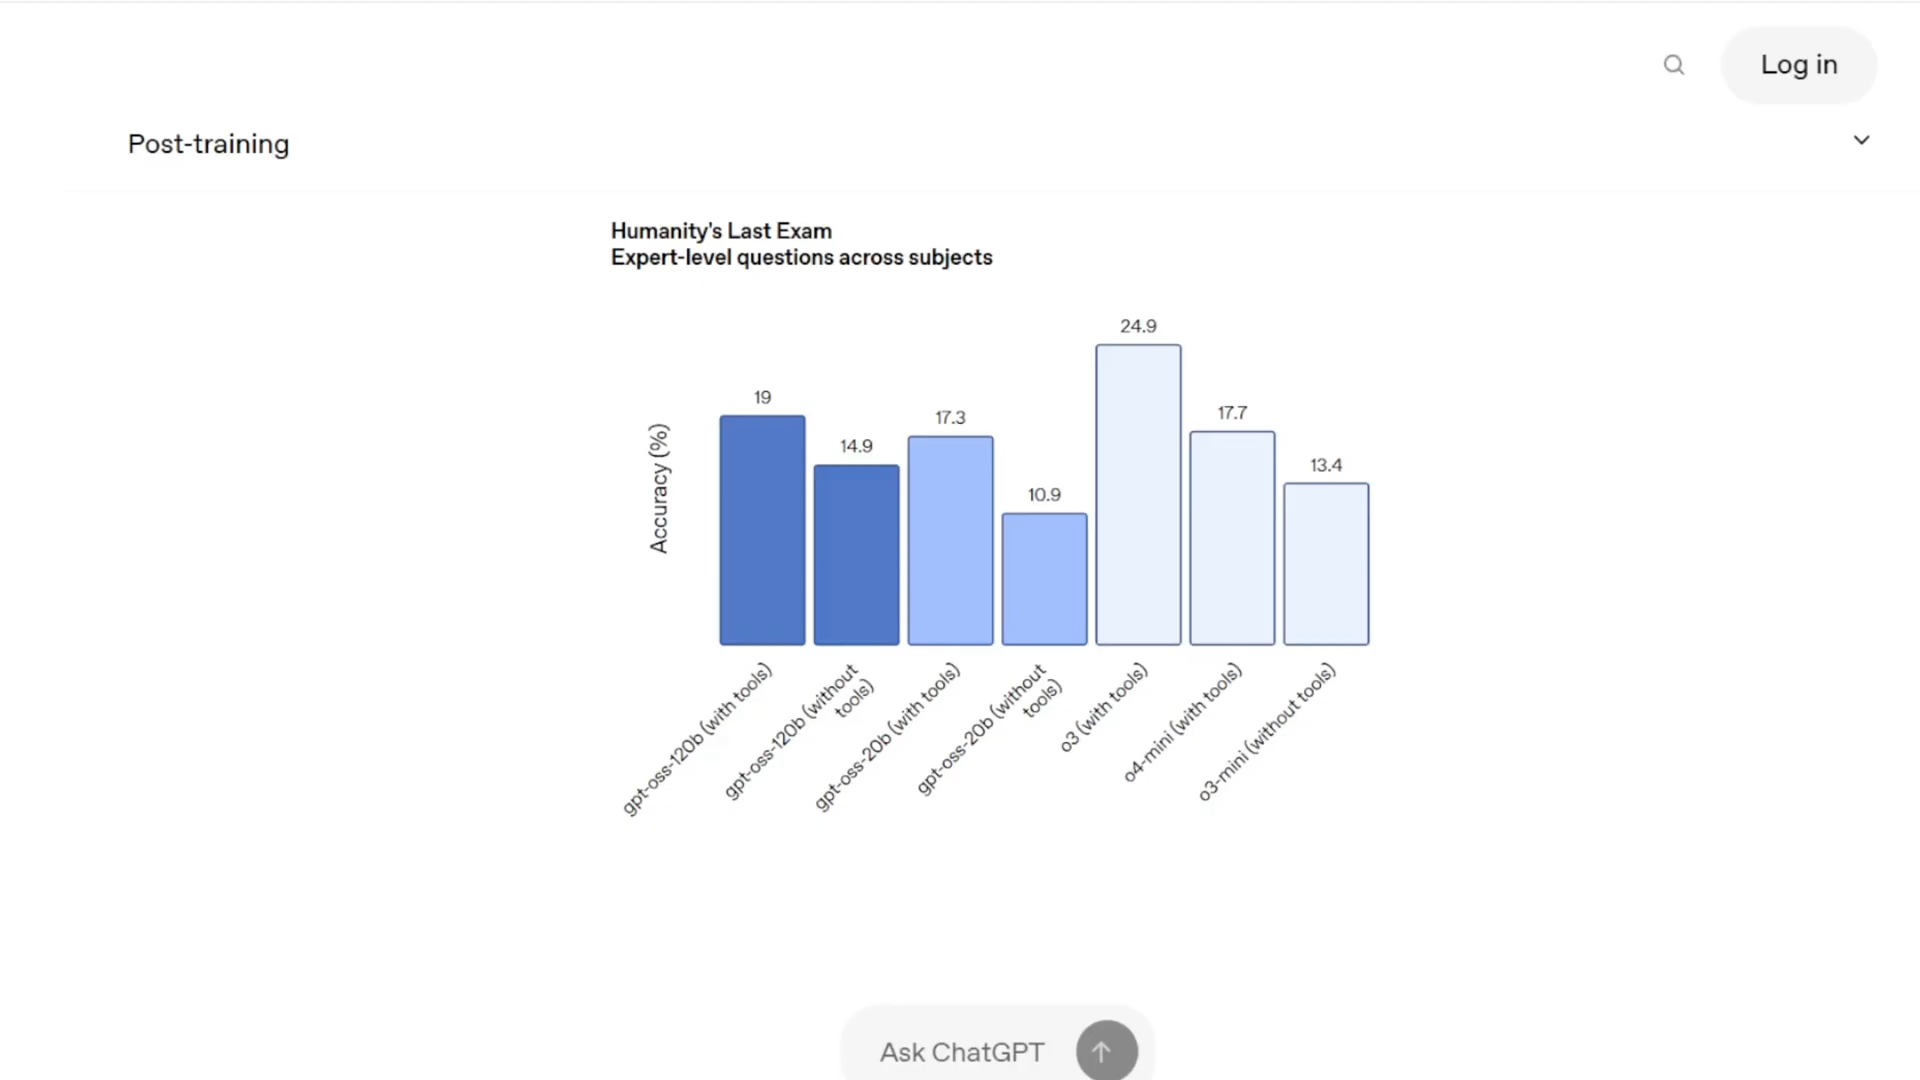 Log in
Post-training
Humanity's Last Exam
Expert-level questions across subjects
24.9
19
17.7
17.3
14.9
13.4
10.9
Accuracy (%)
gpt-oss-120b (with tools)
gpt-oss-120b (without
tools)
gpt-oss-20b (with tools)
gpt-oss-20b (without
tools)
o3 (with tools)
o4-mini (with tools)
o3-mini (without tools)
Ask ChatGPT